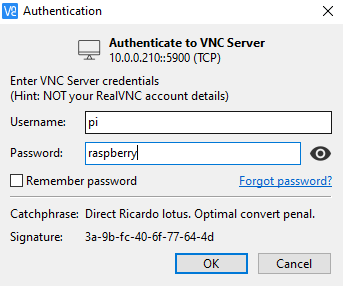 Authentication
Authenticate to VNC Server
10.0.0.210::5900 (TCP)
Enter VNC Server credentials
(Hint: NOT your RealVNC account details)
Username: pi
Password: raspberry
Remember password Forgot password?
Catchphrase: Direct Ricardo lotus. Optimal convert penal.
Signature: 3a-9b-fc-40-6f-77-64-4d
OK Cancel